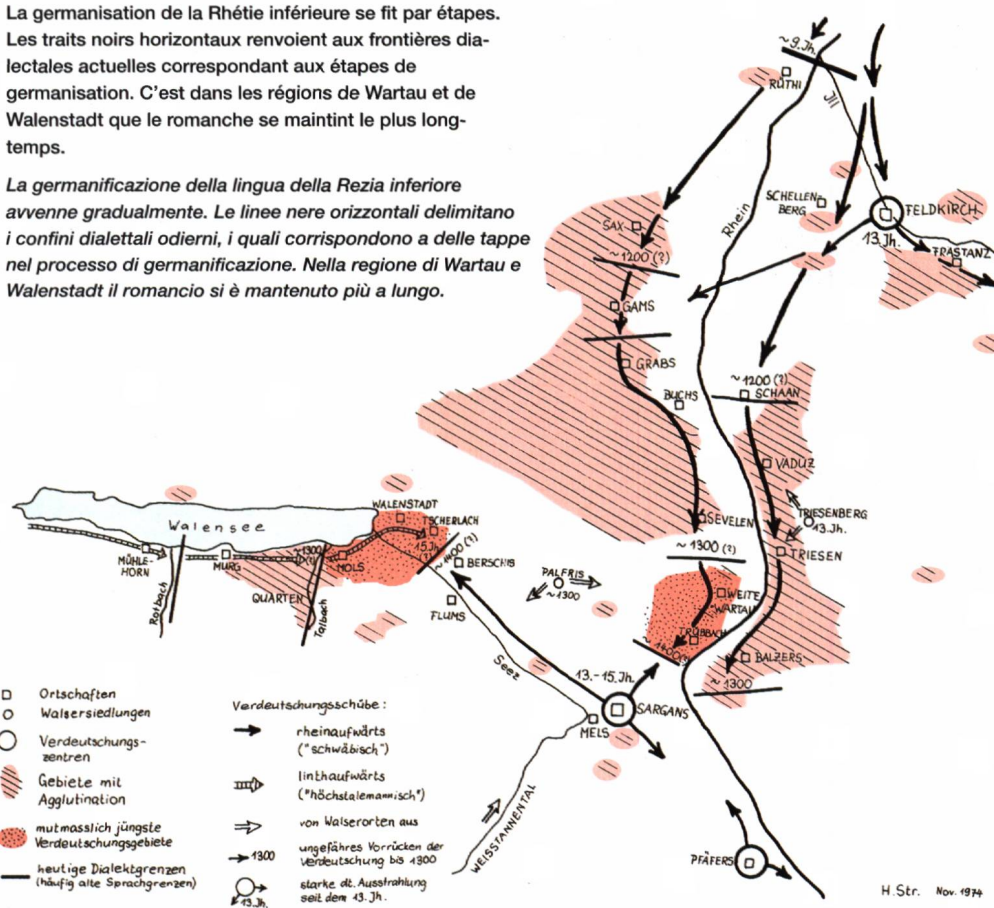 La germanisation de la Rhétie inférieure se fit par étapes.
Les traits noirs horizontaux renvoient aux frontières dia-
lectales actuelles correspondant aux étapes de
germanisation. C'est dans les régions de Wartau et de
Walenstadt que le romanche se maintint le plus long-
temps.
La germanificazione della lingua della Rezia inferiore
avvenne gradualmente. Le linee nere orizzontali delimitano
i confini dialettali odierni, i quali corrispondono a delle tappe
nel processo di germanificazione. Nella regione di Wartau e
Walenstadt il romancio si è mantenuto più a lungo.
~9.Jh.
RÜTHI
Ill
Rhein
SCHELLEN-
BERG
FELDKIRCH
13.Jh.
FRASTANZ
SAX
~1200 (?)
GAMS
GRABS
BUCHS
~1200 (?)
SCHAAN
VADUZ
TRIESENBERG
13.Jh.
TRIESEN
SEVELEN
~1300 (?)
WEITE
WARTAU
TRÜBBACH
~1400(?)
BALZERS
~1300
Walensee
WALENSTADT
TSCHERLACH
15.Jh.
(?)
~1400 (?)
BERSCHIS
MÜHLE-
HORN
MURG
~1300
(?)
MOLS
QUARTEN
Rotbach
Talbach
FLUMS
PALFRIS
~1300
Seez
13.-15.Jh.
SARGANS
MELS
WEISSTANNENTAL
PFÄFERS
Ortschaften
Walsersiedlungen
Verdeutschungs-
zentren
Gebiete mit
Agglutination
mutmasslich jüngste
Verdeutschungsgebiete
heutige Dialektgrenzen
(häufig alte Sprachgrenzen)
Verdeutschungsschübe:
rheinaufwärts
("schwäbisch")
linthaufwärts
("höchstalemannisch")
von Walserorten aus
1300
ungefähres Vorrücken der
Verdeutschung bis 1300
13.Jh.
starke dt. Ausstrahlung
seit dem 13. Jh.
H.Str. Nov. 1974